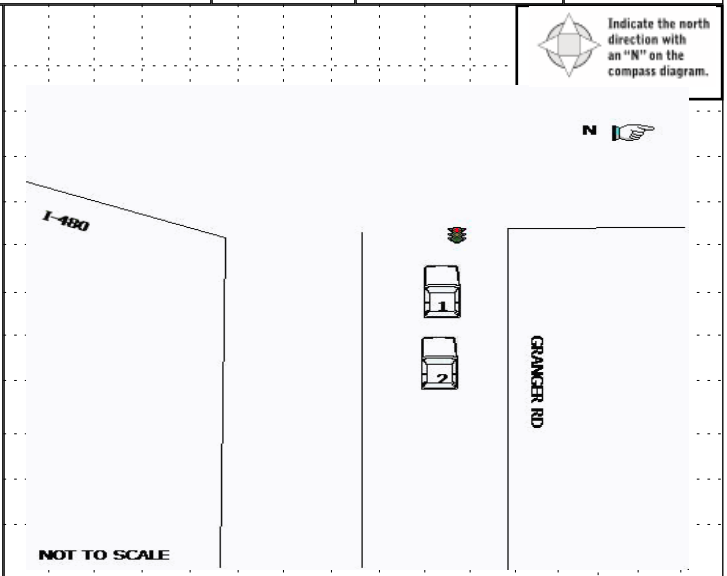 Indicate the north
direction with
an "N" on the
compass diagram.
N
I-480
1
2
GRANGER RD
NOT TO SCALE